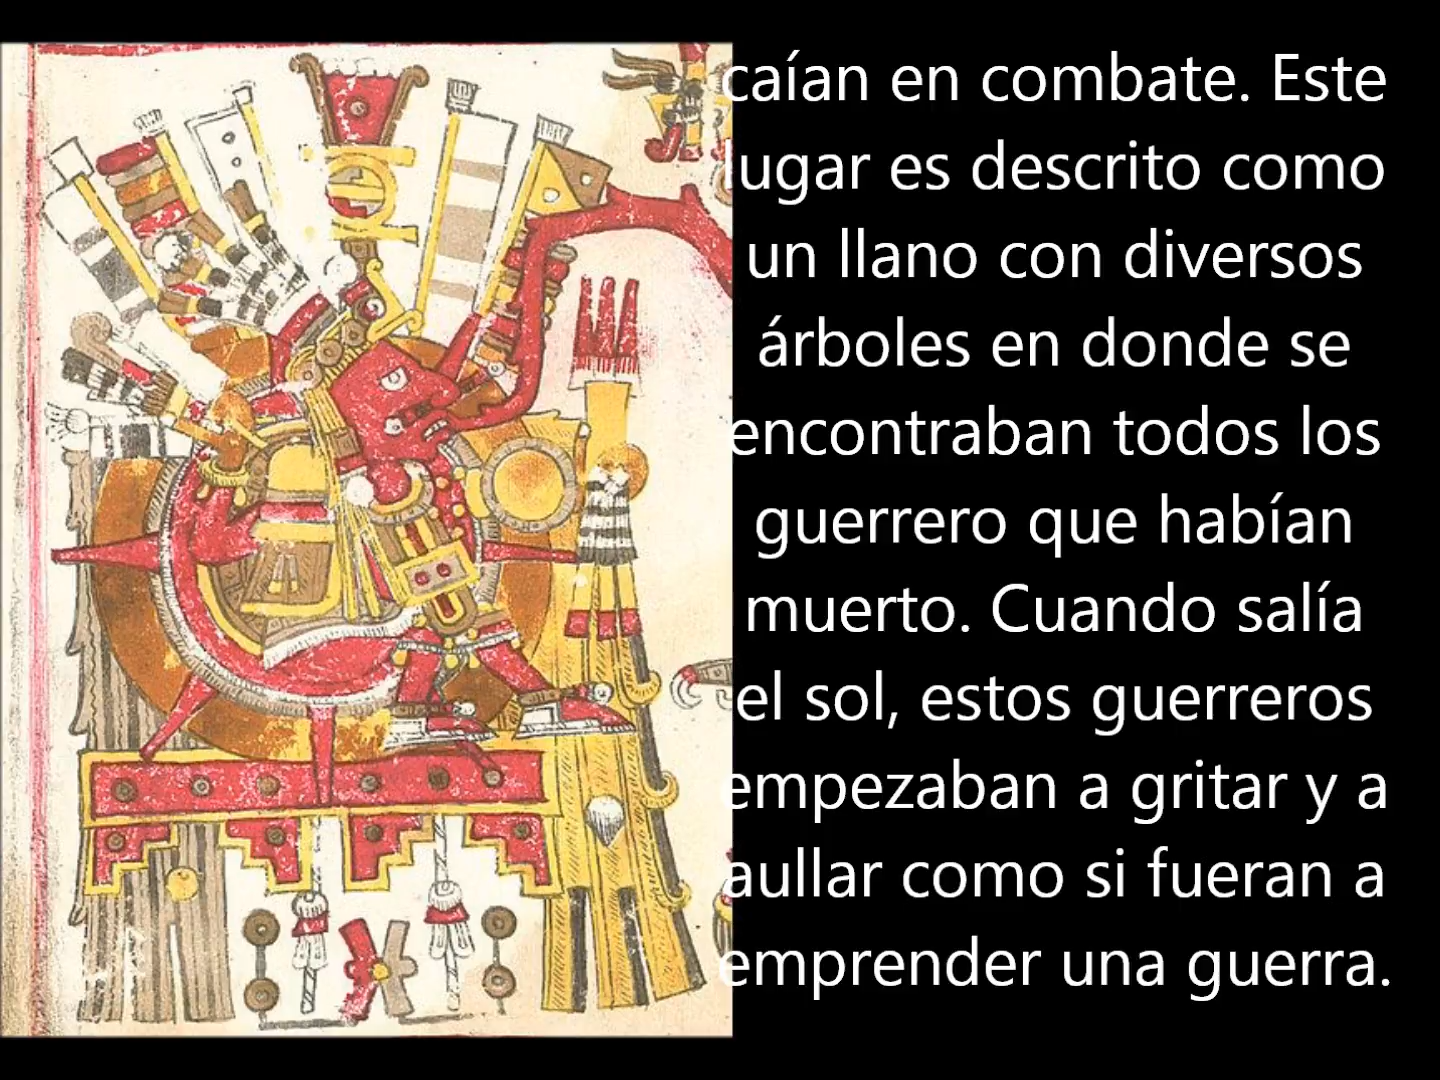 caían en combate. Este
lugar es descrito como
un llano con diversos
árboles en donde se
encontraban todos los
guerrero que habían
muerto. Cuando salía
el sol, estos guerreros
empezaban a gritar y a
aullar como si fueran a
emprender una guerra.